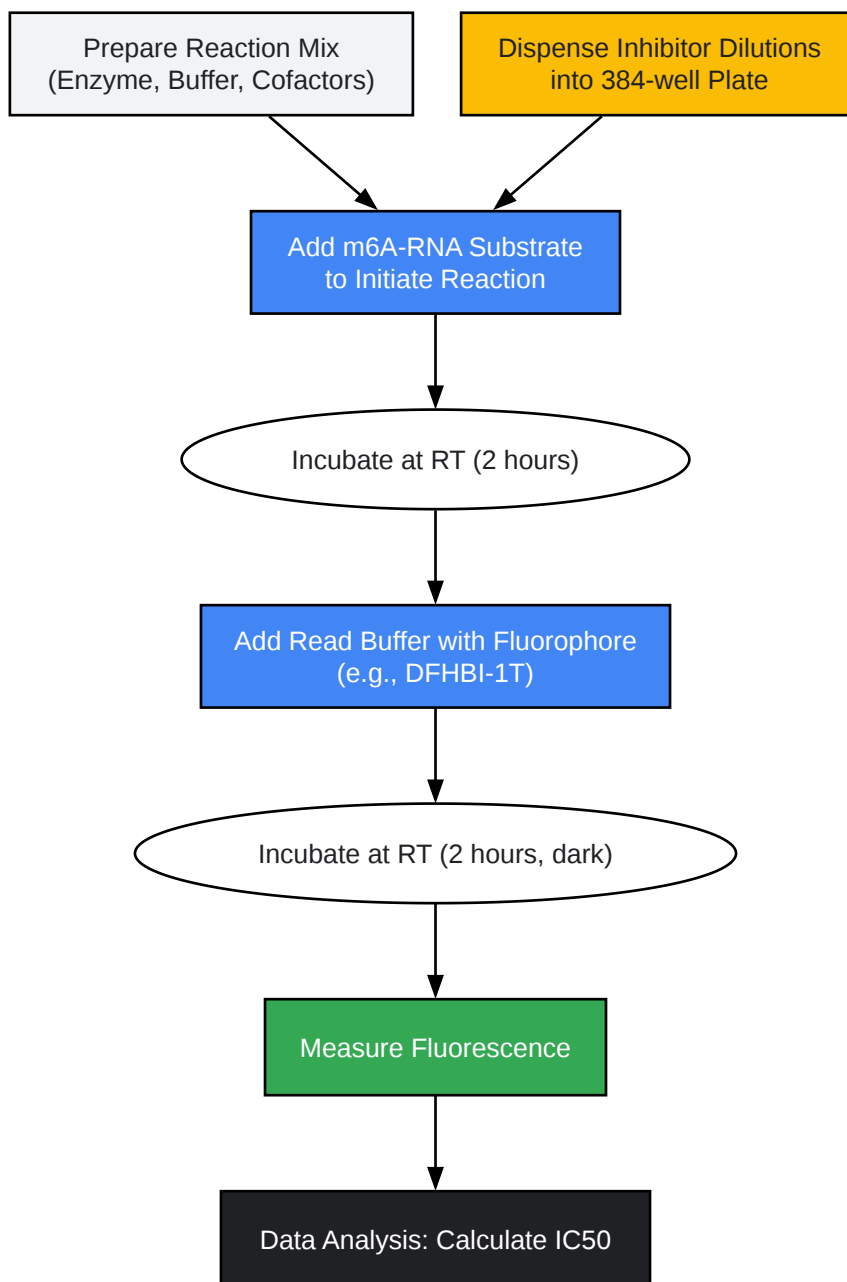 Prepare Reaction Mix
(Enzyme, Buffer, Cofactors)
Dispense Inhibitor Dilutions
into 384-well Plate
Add m6A-RNA Substrate
to Initiate Reaction
Incubate at RT (2 hours)
Add Read Buffer with Fluorophore
(e.g., DFHBI-1T)
Incubate at RT (2 hours, dark)
Measure Fluorescence
Data Analysis: Calculate IC50